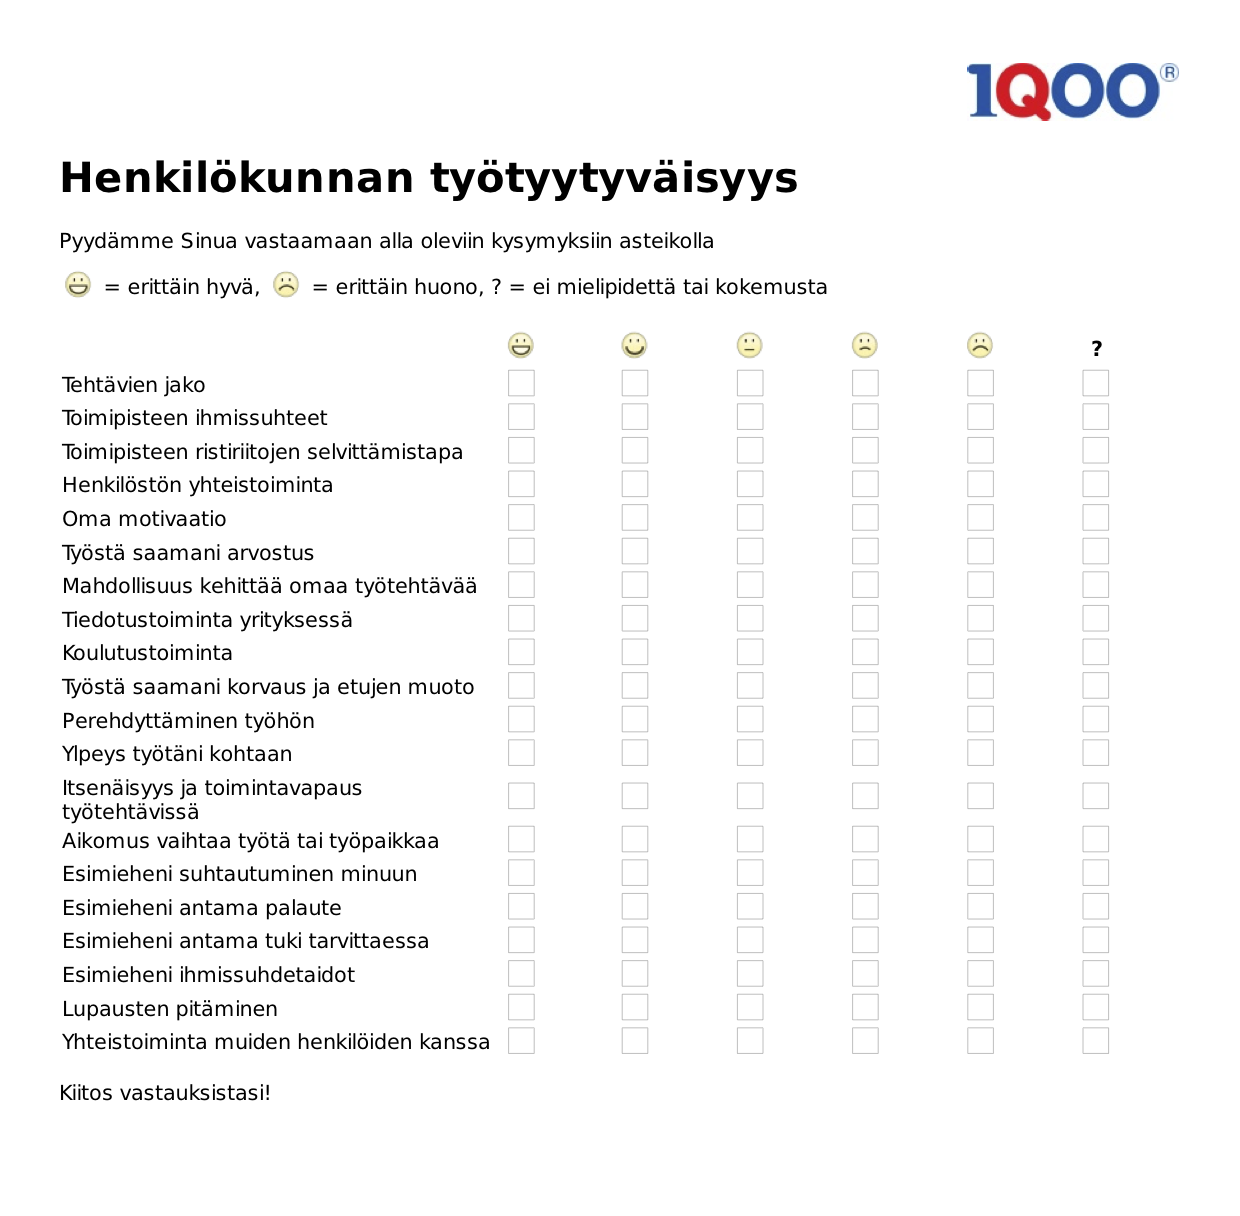 1QOO®
Henkilökunnan työtyytyväisyys
Pyydämme Sinua vastaamaan alla oleviin kysymyksiin asteikolla
= erittäin hyvä, = erittäin huono, ? = ei mielipidettä tai kokemusta
?
Tehtävien jako
Toimipisteen ihmissuhteet
Toimipisteen ristiriitojen selvittämistapa
Henkilöstön yhteistoiminta
Oma motivaatio
Työstä saamani arvostus
Mahdollisuus kehittää omaa työtehtävää
Tiedotustoiminta yrityksessä
Koulutustoiminta
Työstä saamani korvaus ja etujen muoto
Perehdyttäminen työhön
Ylpeys työtäni kohtaan
Itsenäisyys ja toimintavapaus
työtehtävissä
Aikomus vaihtaa työtä tai työpaikkaa
Esimieheni suhtautuminen minuun
Esimieheni antama palaute
Esimieheni antama tuki tarvittaessa
Esimieheni ihmissuhdetaidot
Lupausten pitäminen
Yhteistoiminta muiden henkilöiden kanssa
Kiitos vastauksistasi!